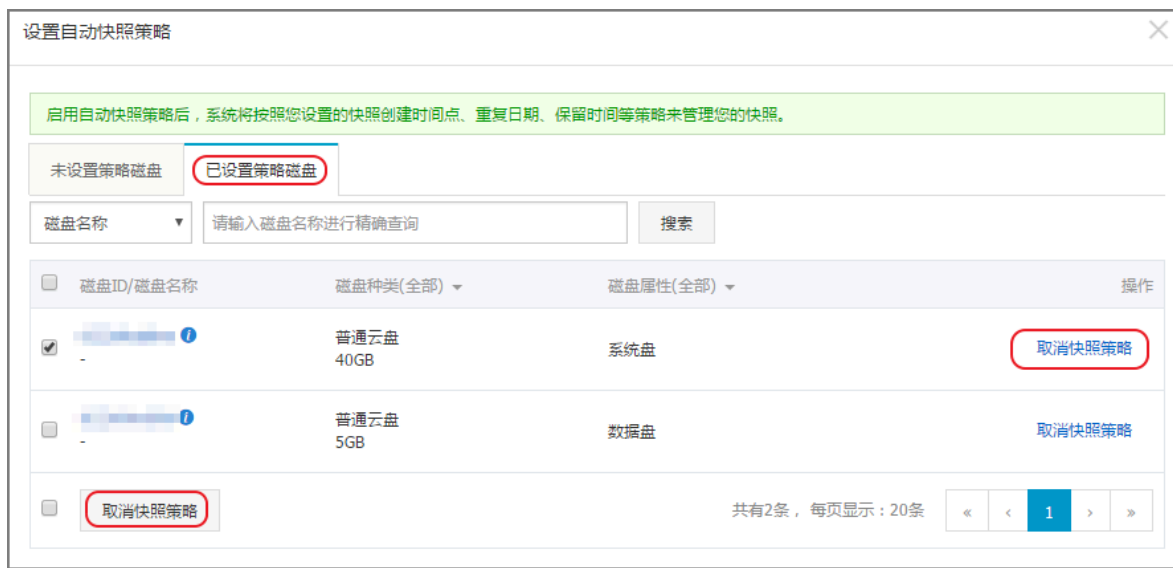 设置自动快照策略
启用自动快照策略后，系统将按照您设置的快照创建时间点、重复日期、保留时间等策略来管理您的快照。
未设置策略磁盘 已设置策略磁盘
磁盘名称 请输入磁盘名称进行精确查询 搜索
磁盘ID/磁盘名称 磁盘种类(全部) 磁盘属性(全部) 操作
普通云盘
- 40GB 系统盘 取消快照策略
普通云盘
- 5GB 数据盘 取消快照策略
取消快照策略 共有2条， 每页显示：20条 « ‹ 1 › »